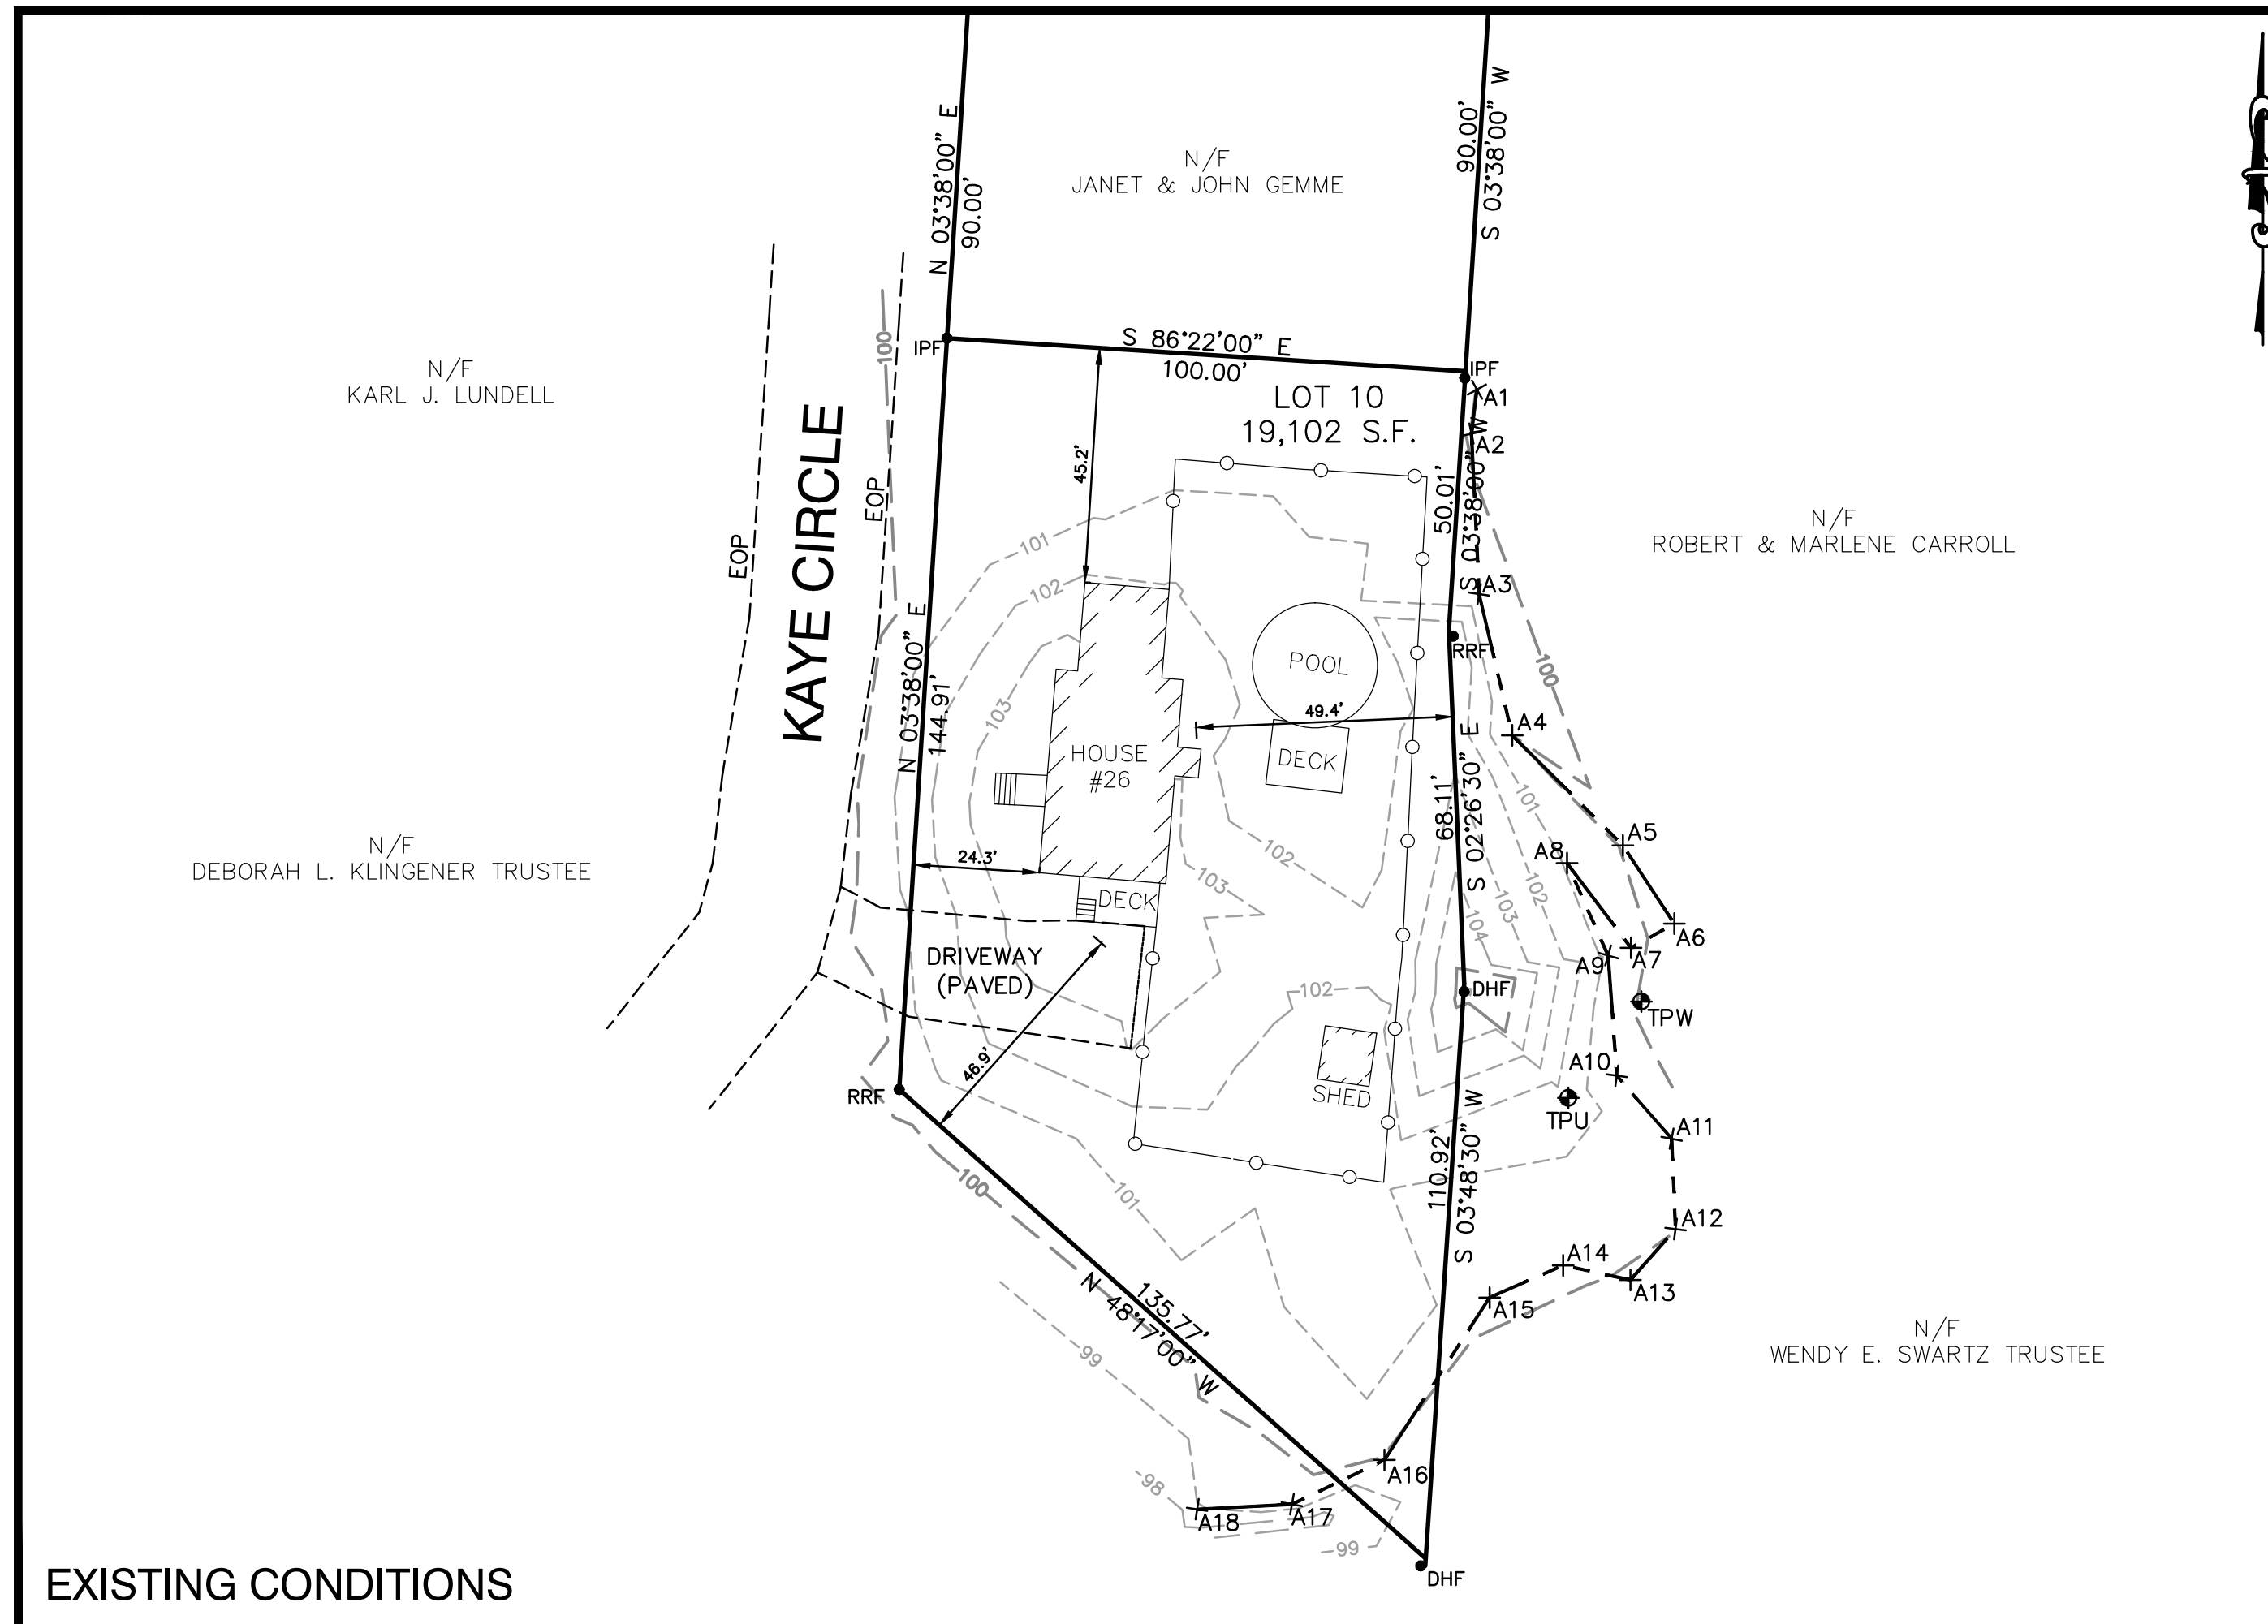 N 03°38'00" E
90.00'
90.00'
S 03°38'00" W
N/F
JANET & JOHN GEMME
IPF
S 86°22'00" E
100.00'
IPF
LOT 10
19,102 S.F.
A1
A2
N/F
KARL J. LUNDELL
100
KAYE CIRCLE
EOP
EOP
45.2'
50.01'
S 03°38'00" W
N/F
ROBERT & MARLENE CARROLL
101
102
103
A3
RRF
POOL
100
49.4'
A4
DECK
HOUSE
#26
N 03°38'00" E
144.91'
68.11'
S 02°26'30" E
101
102
103
104
A5
A8
A6
A7
A9
N/F
DEBORAH L. KLINGENER TRUSTEE
24.3'
102
103
DECK
DRIVEWAY
(PAVED)
102
DHF
TPW
46.9'
A10
RRF
SHED
TPU
A11
110.92'
S 03°48'30" W
100
101
A12
A14
A13
A15
135.77'
N 48°17'00" W
99
N/F
WENDY E. SWARTZ TRUSTEE
98
A16
A18
A17
99
DHF
EXISTING CONDITIONS